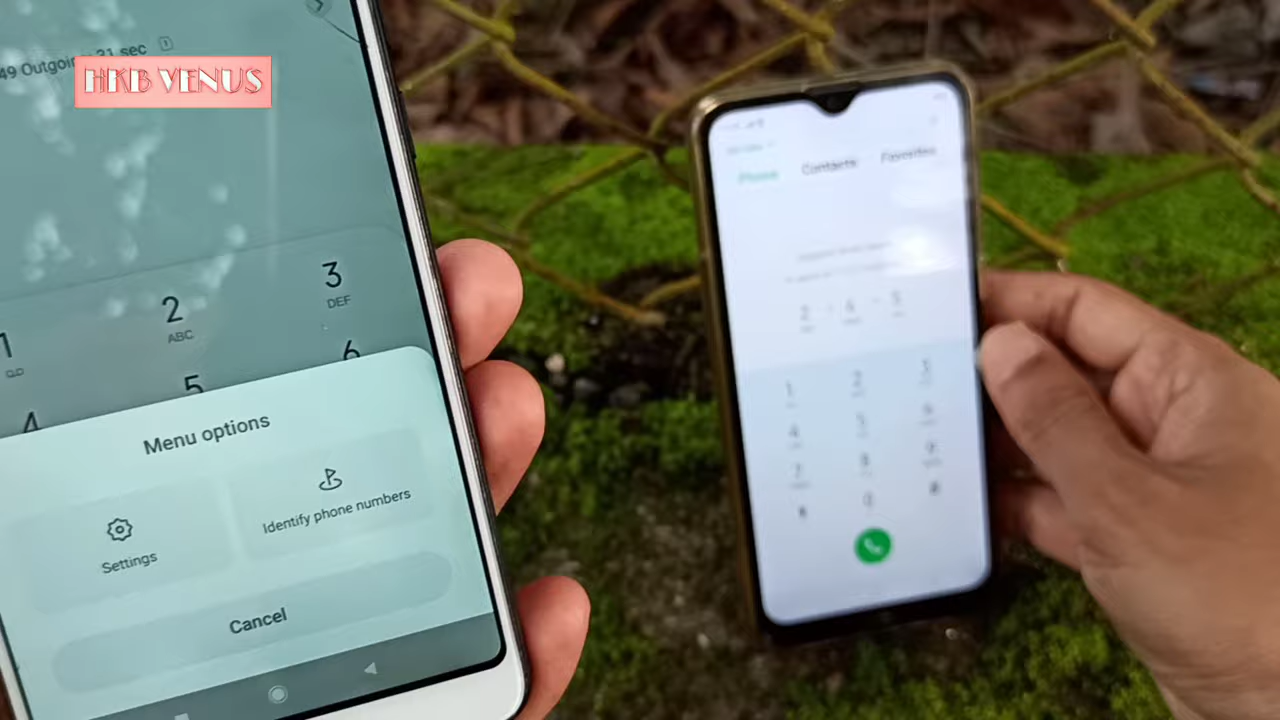 49 Outgoing 31 sec
HKB VENUS
1
2
ABC
3
DEF
4
5
6
Menu options
Settings
Identify phone numbers
Cancel
Phone
Contacts
Favorites
1
2
3
4
5
6
7
8
9
*
0
#